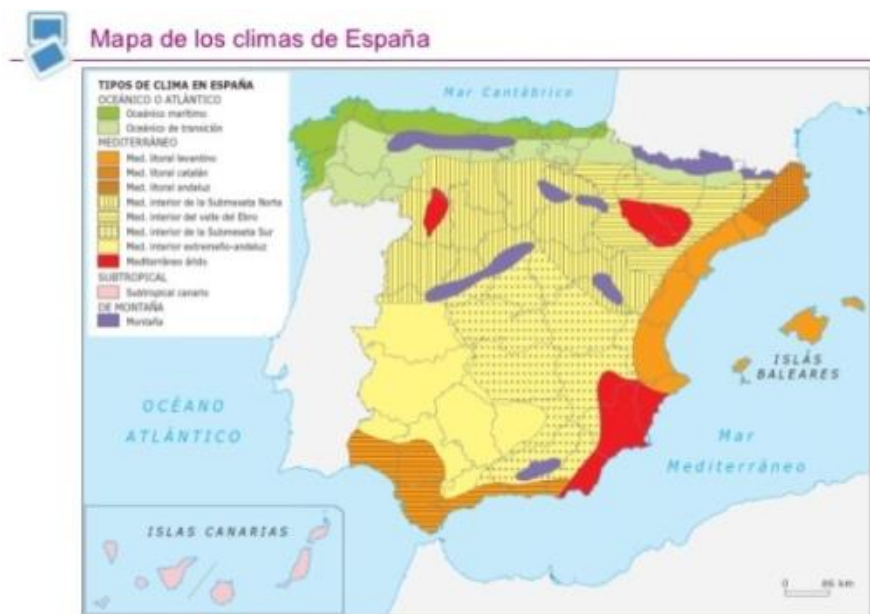 Mapa de los climas de España
TIPOS DE CLIMA EN ESPAÑA
OCEÁNICO O ATLÁNTICO
Oceánico marítimo
Oceánico de transición
MEDITERRÁNEO
Med. litoral levantino
Med. litoral catalán
Med. litoral andaluz
Med. interior de la Submeseta Norte
Med. interior del valle del Ebro
Med. interior de la Submeseta Sur
Med. interior extremeño-andaluz
Mediterráneo árido
SUBTROPICAL
Subtropical canario
DE MONTAÑA
Montaña
Mar Cantábrico
ISLAS
BALEARES
OCÉANO
ATLÁNTICO
Mar
Mediterráneo
ISLAS CANARIAS
0 86 km